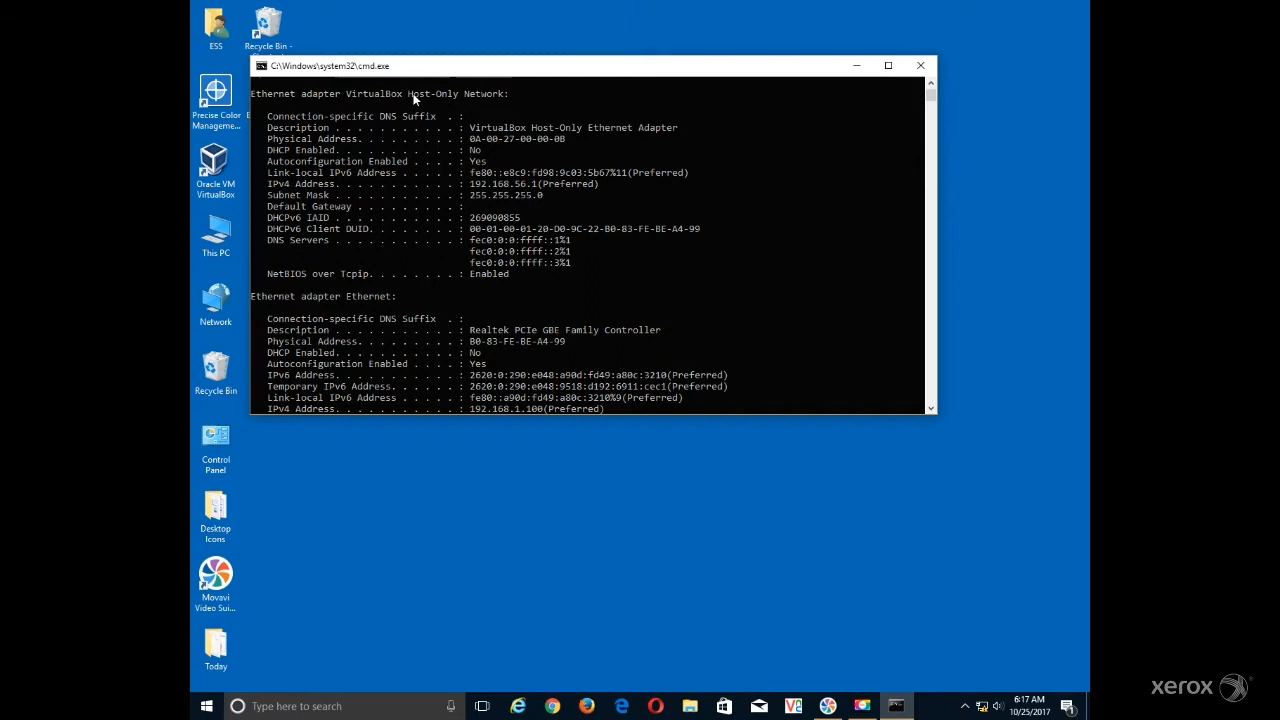 ESS
Recycle Bin -
C:\Windows\system32\cmd.exe
Precise Color
Manageme...
Oracle VM
VirtualBox
This PC
Network
Recycle Bin
Control
Panel
Desktop
Icons
Movavi
Video Sui...
Today
Ethernet adapter VirtualBox Host-Only Network:
Connection-specific DNS Suffix . :
Description . . . . . . . . . . . : VirtualBox Host-Only Ethernet Adapter
Physical Address. . . . . . . . . : 0A-00-27-00-00-0B
DHCP Enabled. . . . . . . . . . . : No
Autoconfiguration Enabled . . . . : Yes
Link-local IPv6 Address . . . . . : fe80::e8c9:fd98:9c03:5b67%11(Preferred)
IPv4 Address. . . . . . . . . . . : 192.168.56.1(Preferred)
Subnet Mask . . . . . . . . . . . : 255.255.255.0
Default Gateway . . . . . . . . . :
DHCPv6 IAID . . . . . . . . . . . : 269090855
DHCPv6 Client DUID. . . . . . . . : 00-01-00-01-20-D0-9C-22-B0-83-FE-BE-A4-99
DNS Servers . . . . . . . . . . . : fec0:0:0:ffff::1%1
fec0:0:0:ffff::2%1
fec0:0:0:ffff::3%1
NetBIOS over Tcpip. . . . . . . . : Enabled
Ethernet adapter Ethernet:
Connection-specific DNS Suffix . :
Description . . . . . . . . . . . : Realtek PCIe GBE Family Controller
Physical Address. . . . . . . . . : B0-83-FE-BE-A4-99
DHCP Enabled. . . . . . . . . . . : No
Autoconfiguration Enabled . . . . : Yes
IPv6 Address. . . . . . . . . . . : 2620:0:290:e048:a90d:fd49:a80c:3210(Preferred)
Temporary IPv6 Address. . . . . . : 2620:0:290:e048:9518:d192:6911:cec1(Preferred)
Link-local IPv6 Address . . . . . : fe80::a90d:fd49:a80c:3210%9(Preferred)
IPv4 Address. . . . . . . . . . . : 192.168.1.100(Preferred)
xerox
Type here to search
6:17 AM
10/25/2017